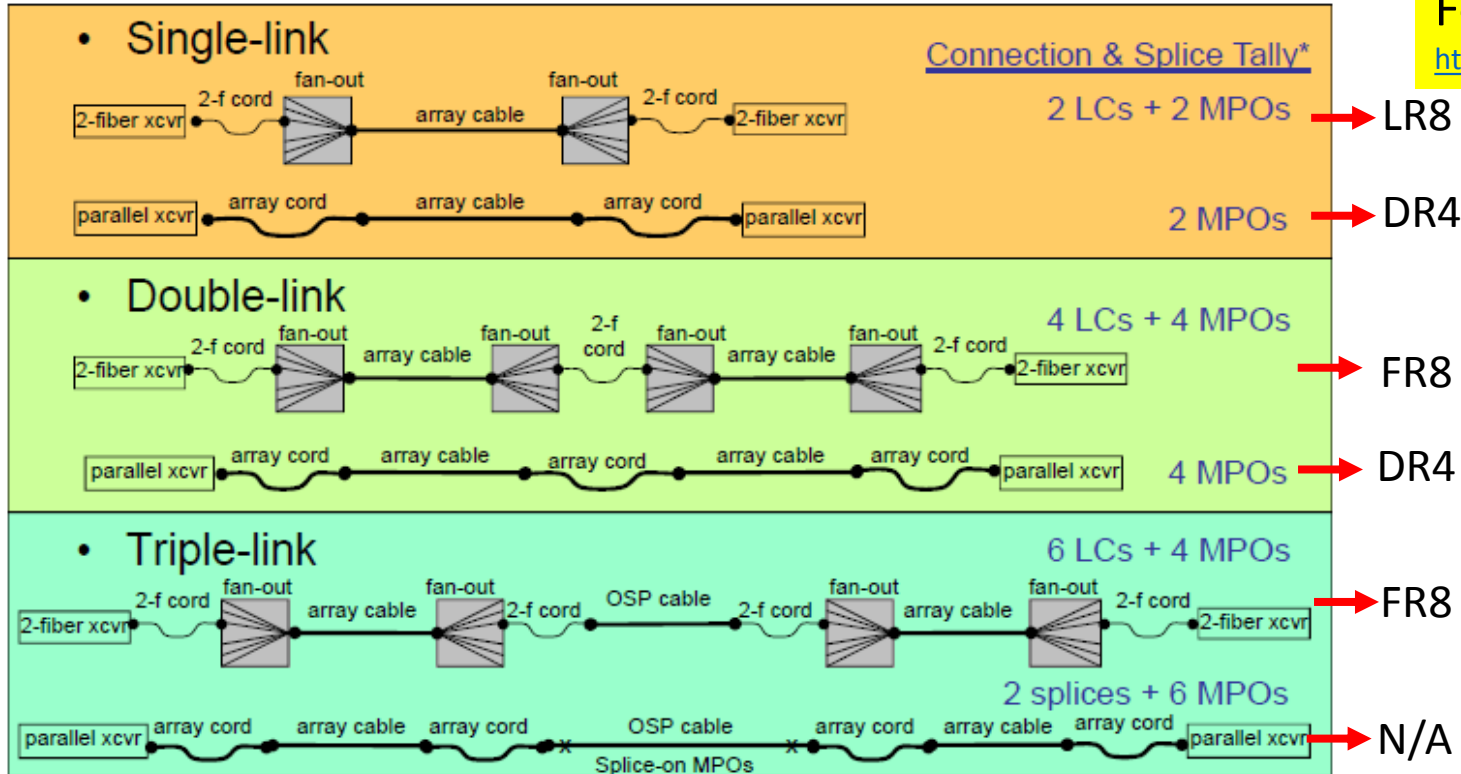 • Single-link
Connection & Splice Tally*
fan-out fan-out
2-fiber xcvr 2-f cord array cable 2-f cord 2-fiber xcvr
2 LCs + 2 MPOs
LR8
parallel xcvr array cord array cable array cord parallel xcvr
2 MPOs
DR4
• Double-link
4 LCs + 4 MPOs
fan-out fan-out 2-f cord fan-out fan-out
2-fiber xcvr 2-f cord array cable array cable 2-f cord 2-fiber xcvr
FR8
parallel xcvr array cord array cable array cord array cable array cord parallel xcvr
4 MPOs
DR4
• Triple-link
6 LCs + 4 MPOs
fan-out fan-out fan-out fan-out
2-fiber xcvr 2-f cord array cable 2-f cord OSP cable 2-f cord array cable 2-f cord 2-fiber xcvr
FR8
2 splices + 6 MPOs
parallel xcvr array cord array cable array cord x OSP cable x array cord array cable array cord parallel xcvr
Splice-on MPOs
N/A